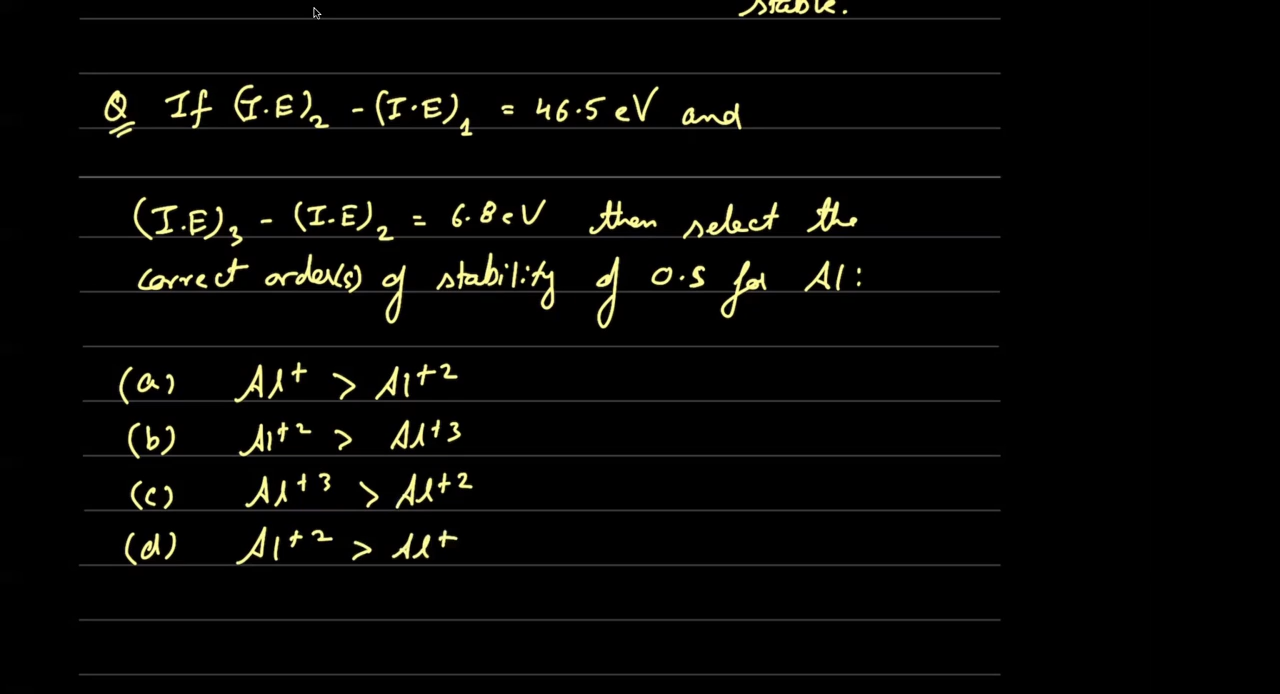 stable.
Q If (I.E)₂ - (I.E)₁ = 46.5 eV and
(I.E)₃ - (I.E)₂ = 6.8 eV then select the
correct order(s) of stability of O.S for Al:
(a) Al⁺ > Al⁺²
(b) Al⁺² > Al⁺³
(c) Al⁺³ > Al⁺²
(d) Al⁺² > Al⁺